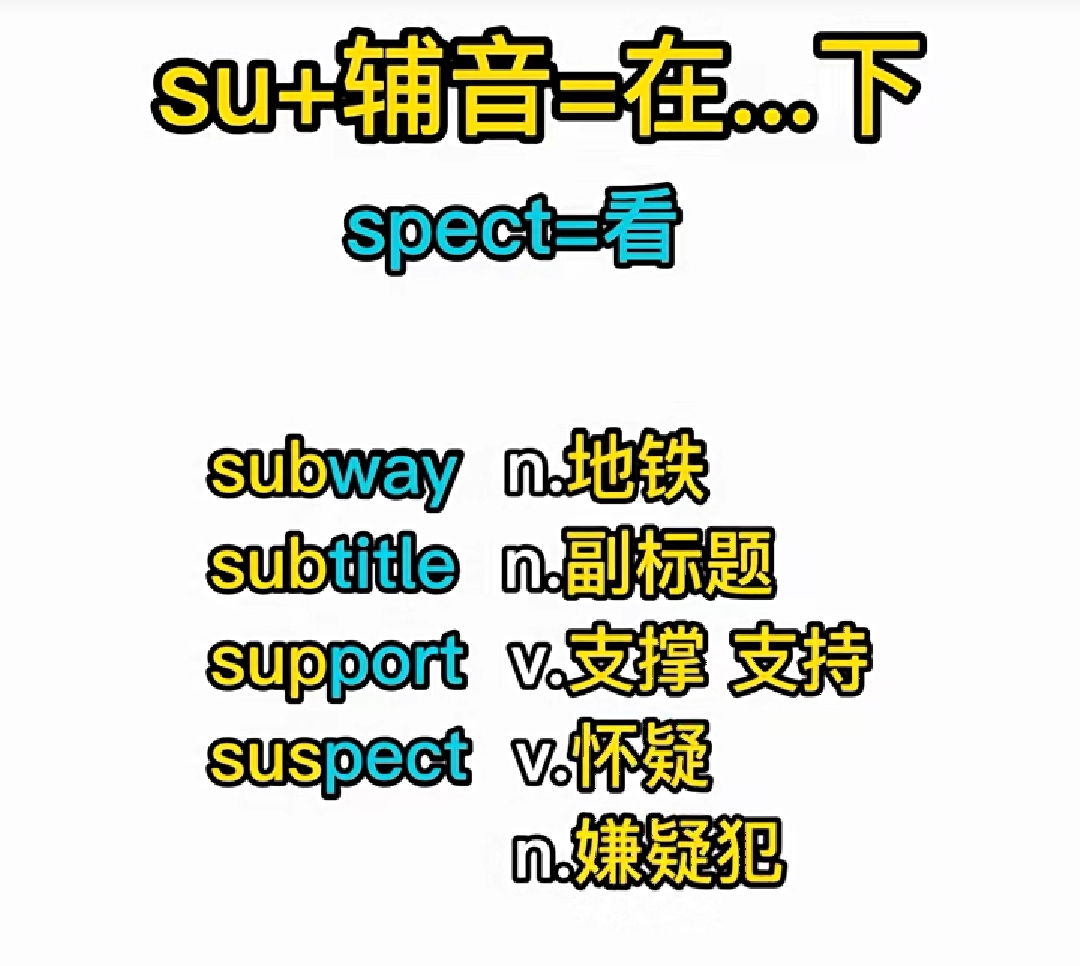 su+辅音=在...下
spect=看
subway n.地铁
subtitle n.副标题
support v.支撑 支持
suspect v.怀疑
n.嫌疑犯